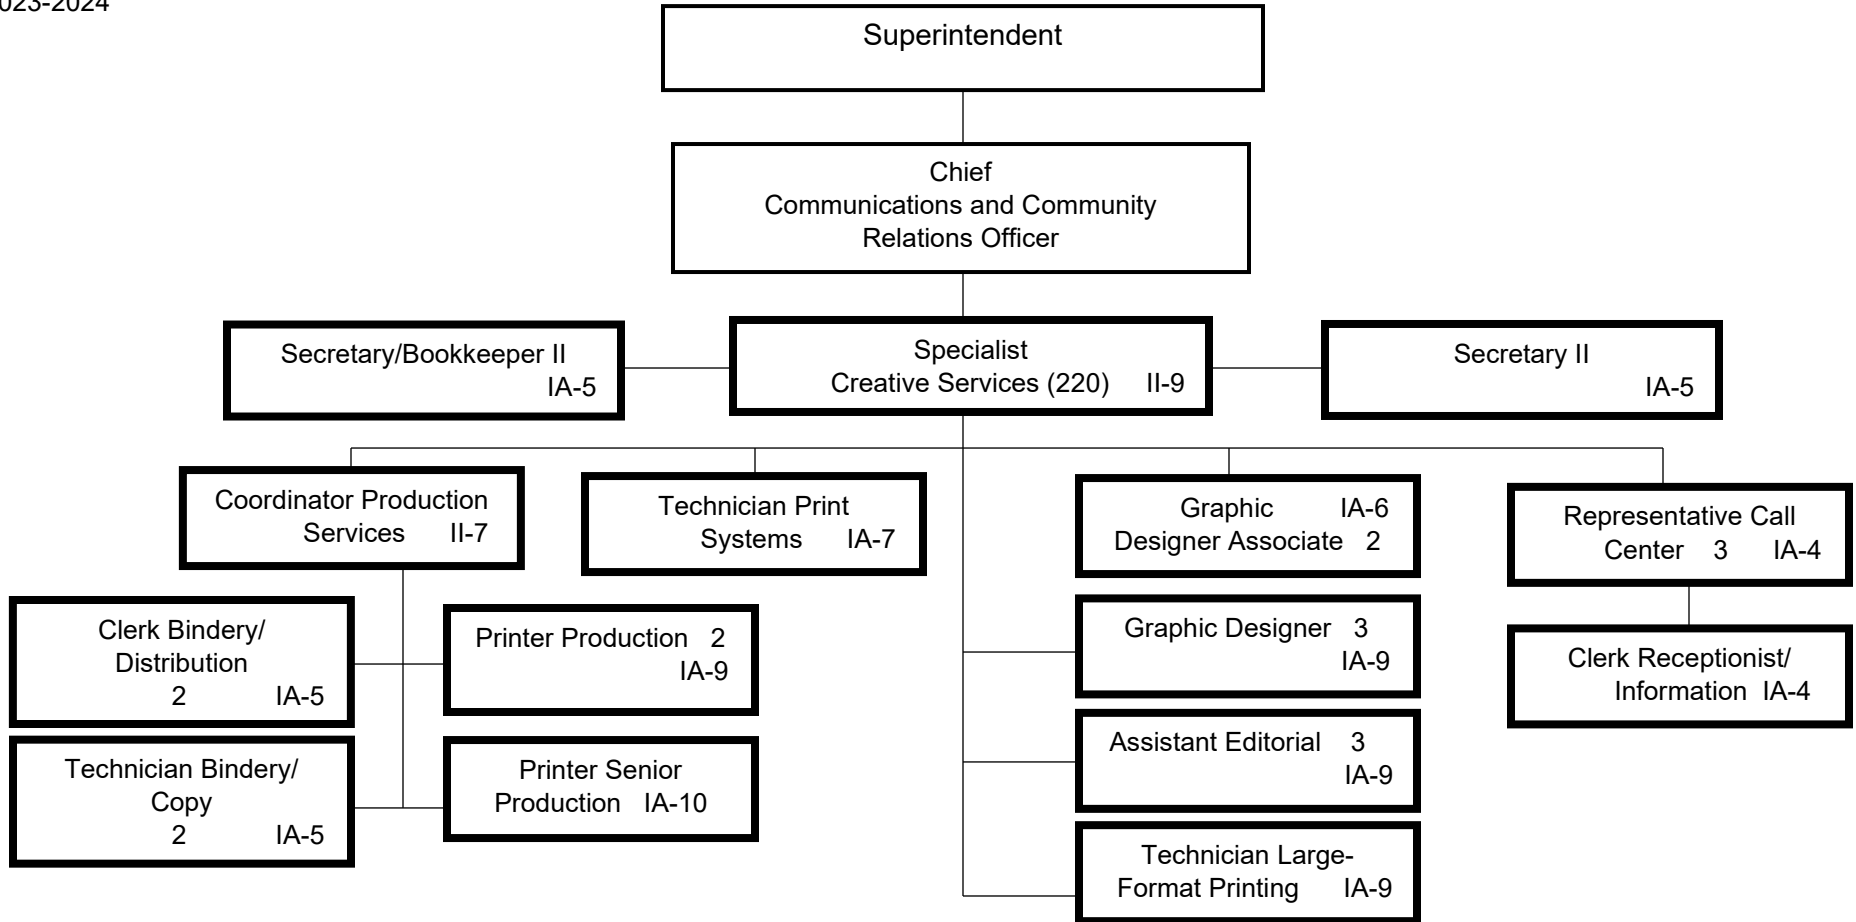 023-2024
Superintendent
Chief
Communications and Community
Relations Officer
Secretary/Bookkeeper II
IA-5
Specialist
Creative Services (220) II-9
Secretary II
IA-5
Coordinator Production
Services II-7
Technician Print
Systems IA-7
Graphic IA-6
Designer Associate 2
Representative Call
Center 3 IA-4
Clerk Bindery/
Distribution
2 IA-5
Printer Production 2
IA-9
Graphic Designer 3
IA-9
Clerk Receptionist/
Information IA-4
Technician Bindery/
Copy
2 IA-5
Printer Senior
Production IA-10
Assistant Editorial 3
IA-9
Technician Large-
Format Printing IA-9